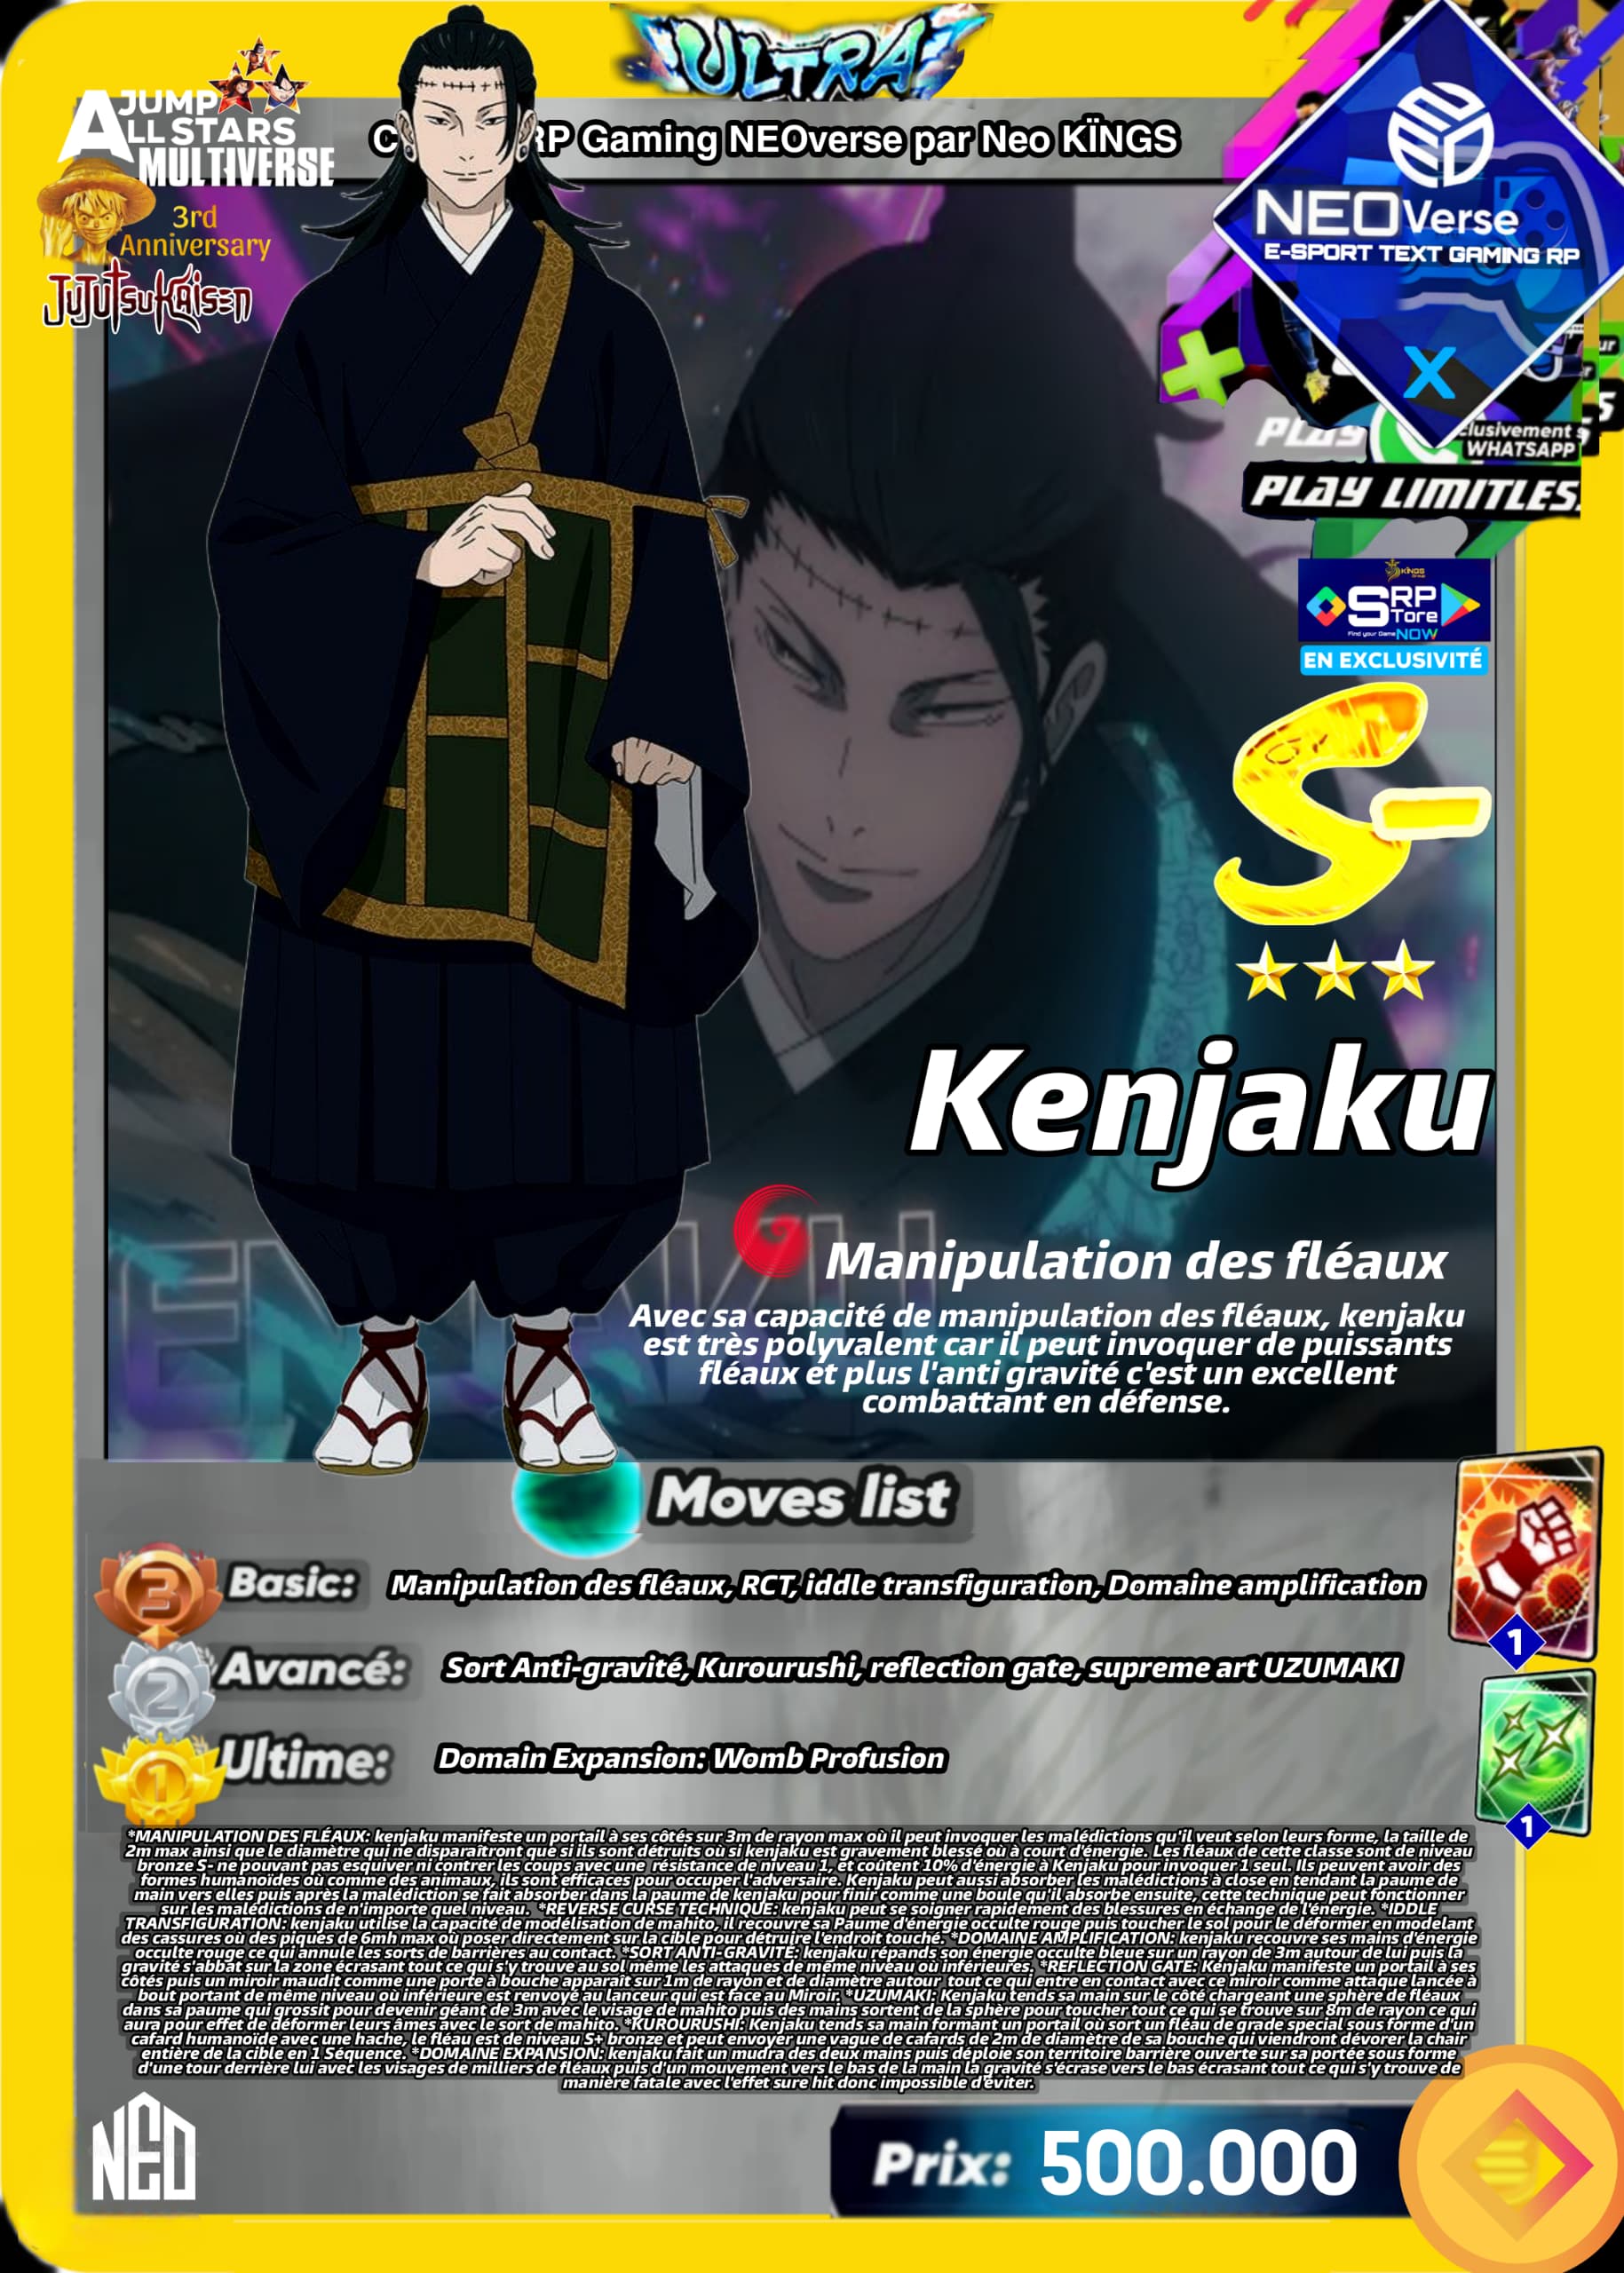 ULTRA
JUMP
ALL STARS
MULTIVERSE
3rd
Anniversary
JUJUTSU KAISEN
RP Gaming NEOverse par Neo KÏNGS
NEOVerse
E-SPORT TEXT GAMING RP
X
PLAY
clusivement
WHATSAPP
PLAY LIMITLES
KINGS
SRP
Tore
Find your Game NOW
EN EXCLUSIVITÉ
S-
Kenjaku
Manipulation des fléaux
Avec sa capacité de manipulation des fléaux, kenjaku
est très polyvalent car il peut invoquer de puissants
fléaux et plus l'anti gravité c'est un excellent
combattant en défense.
Moves list
3 Basic: Manipulation des fléaux, RCT, iddle transfiguration, Domaine amplification
1
2 Avancé: Sort Anti-gravité, Kurourushi, reflection gate, supreme art UZUMAKI
1 Ultime: Domain Expansion: Womb Profusion
1
*MANIPULATION DES FLÉAUX: kenjaku manifeste un portail à ses côtés sur 3m de rayon max où il peut invoquer les malédictions qu'il veut selon leurs forme, la taille de
2m max ainsi que le diamètre qui ne disparaîtront que si ils sont détruits où si kenjaku est gravement blessé où à court d'énergie. Les fléaux de cette classe sont de niveau
bronze S- ne pouvant pas esquiver ni contrer les coups avec une résistance de niveau 1, et coûtent 10% d'énergie à Kenjaku pour invoquer 1 seul. Ils peuvent avoir des
formes humanoïdes où comme des animaux, ils sont efficaces pour occuper l'adversaire. Kenjaku peut aussi absorber les malédictions à close en tendant la paume de
main vers elles puis après la malédiction se fait absorber dans la paume de kenjaku pour finir comme une boule qu'il absorbe ensuite, cette technique peut fonctionner
sur les malédictions de n'importe quel niveau. *REVERSE CURSE TECHNIQUE: kenjaku peut se soigner rapidement des blessures en échange de l'énergie. *IDDLE
TRANSFIGURATION: kenjaku utilise la capacité de modélisation de mahito, il recouvre sa Paume d'énergie occulte rouge puis toucher le sol pour le déformer en modelant
des cassures où des piques de 6mh max où poser directement sur la cible pour détruire l'endroit touché. *DOMAINE AMPLIFICATION: kenjaku recouvre ses mains d'énergie
occulte rouge ce qui annule les sorts de barrières au contact. *SORT ANTI-GRAVITÉ: kenjaku répands son énergie occulte bleue sur un rayon de 3m autour de lui puis la
gravité s'abbat sur la zone écrasant tout ce qui s'y trouve au sol même les attaques de même niveau où inférieures. *REFLECTION GATE: Kenjaku manifeste un portail à ses
côtés puis un miroir maudit comme une porte à bouche apparaît sur 1m de rayon et de diamètre autour tout ce qui entre en contact avec ce miroir comme attaque lancée à
bout portant de même niveau où inférieure est renvoyé au lanceur qui est face au Miroir. *UZUMAKI: Kenjaku tends sa main sur le côté chargeant une sphère de fléaux
dans sa paume qui grossit pour devenir géant de 3m avec le visage de mahito puis des mains sortent de la sphère pour toucher tout ce qui se trouve sur 8m de rayon ce qui
aura pour effet de déformer leurs âmes avec le sort de mahito. *KUROURUSHI: Kenjaku tends sa main formant un portail où sort un fléau de grade special sous forme d'un
cafard humanoïde avec une hache, le fléau est de niveau S+ bronze et peut envoyer une vague de cafards de 2m de diamètre de sa bouche qui viendront dévorer la chair
entière de la cible en 1 Séquence. *DOMAINE EXPANSION: kenjaku fait un mudra des deux mains puis déploie son territoire barrière ouverte sur sa portée sous forme
d'une tour derrière lui avec les visages de milliers de fléaux puis d'un mouvement vers le bas de la main la gravité s'écrase vers le bas écrasant tout ce qui s'y trouve de
manière fatale avec l'effet sure hit donc impossible d'éviter.
NEO
Prix: 500.000